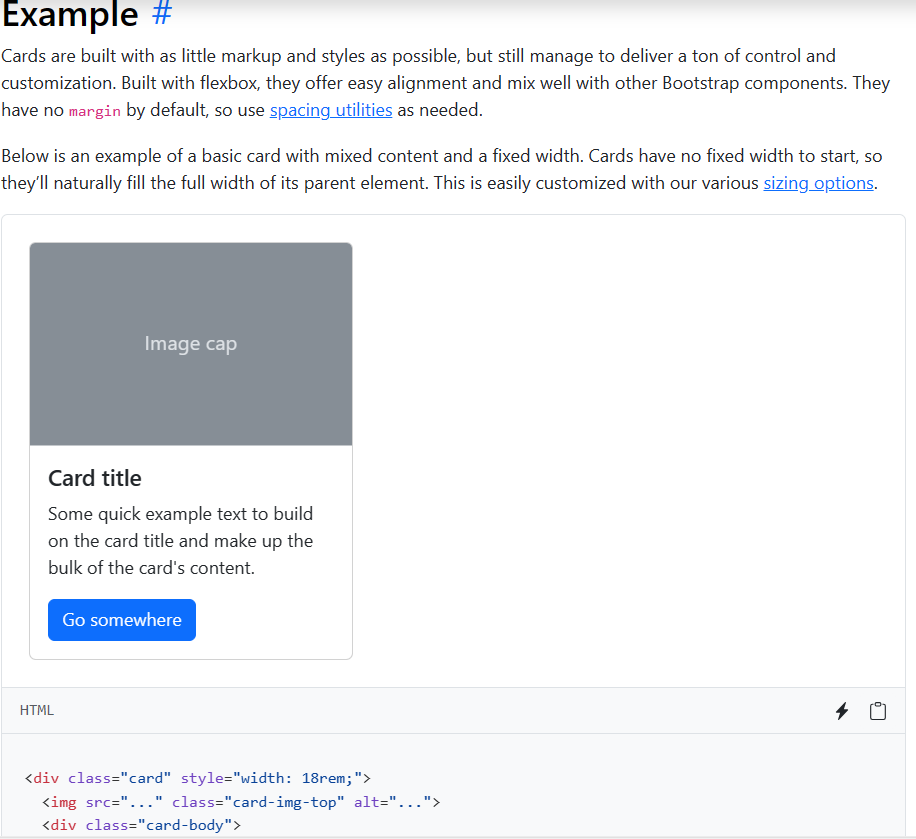 Example #
Cards are built with as little markup and styles as possible, but still manage to deliver a ton of control and
customization. Built with flexbox, they offer easy alignment and mix well with other Bootstrap components. They
have no margin by default, so use spacing utilities as needed.
Below is an example of a basic card with mixed content and a fixed width. Cards have no fixed width to start, so
they’ll naturally fill the full width of its parent element. This is easily customized with our various sizing options.
Image cap
Card title
Some quick example text to build
on the card title and make up the
bulk of the card's content.
Go somewhere
HTML
<div class="card" style="width: 18rem;">
  <img src="..." class="card-img-top" alt="...">
  <div class="card-body">